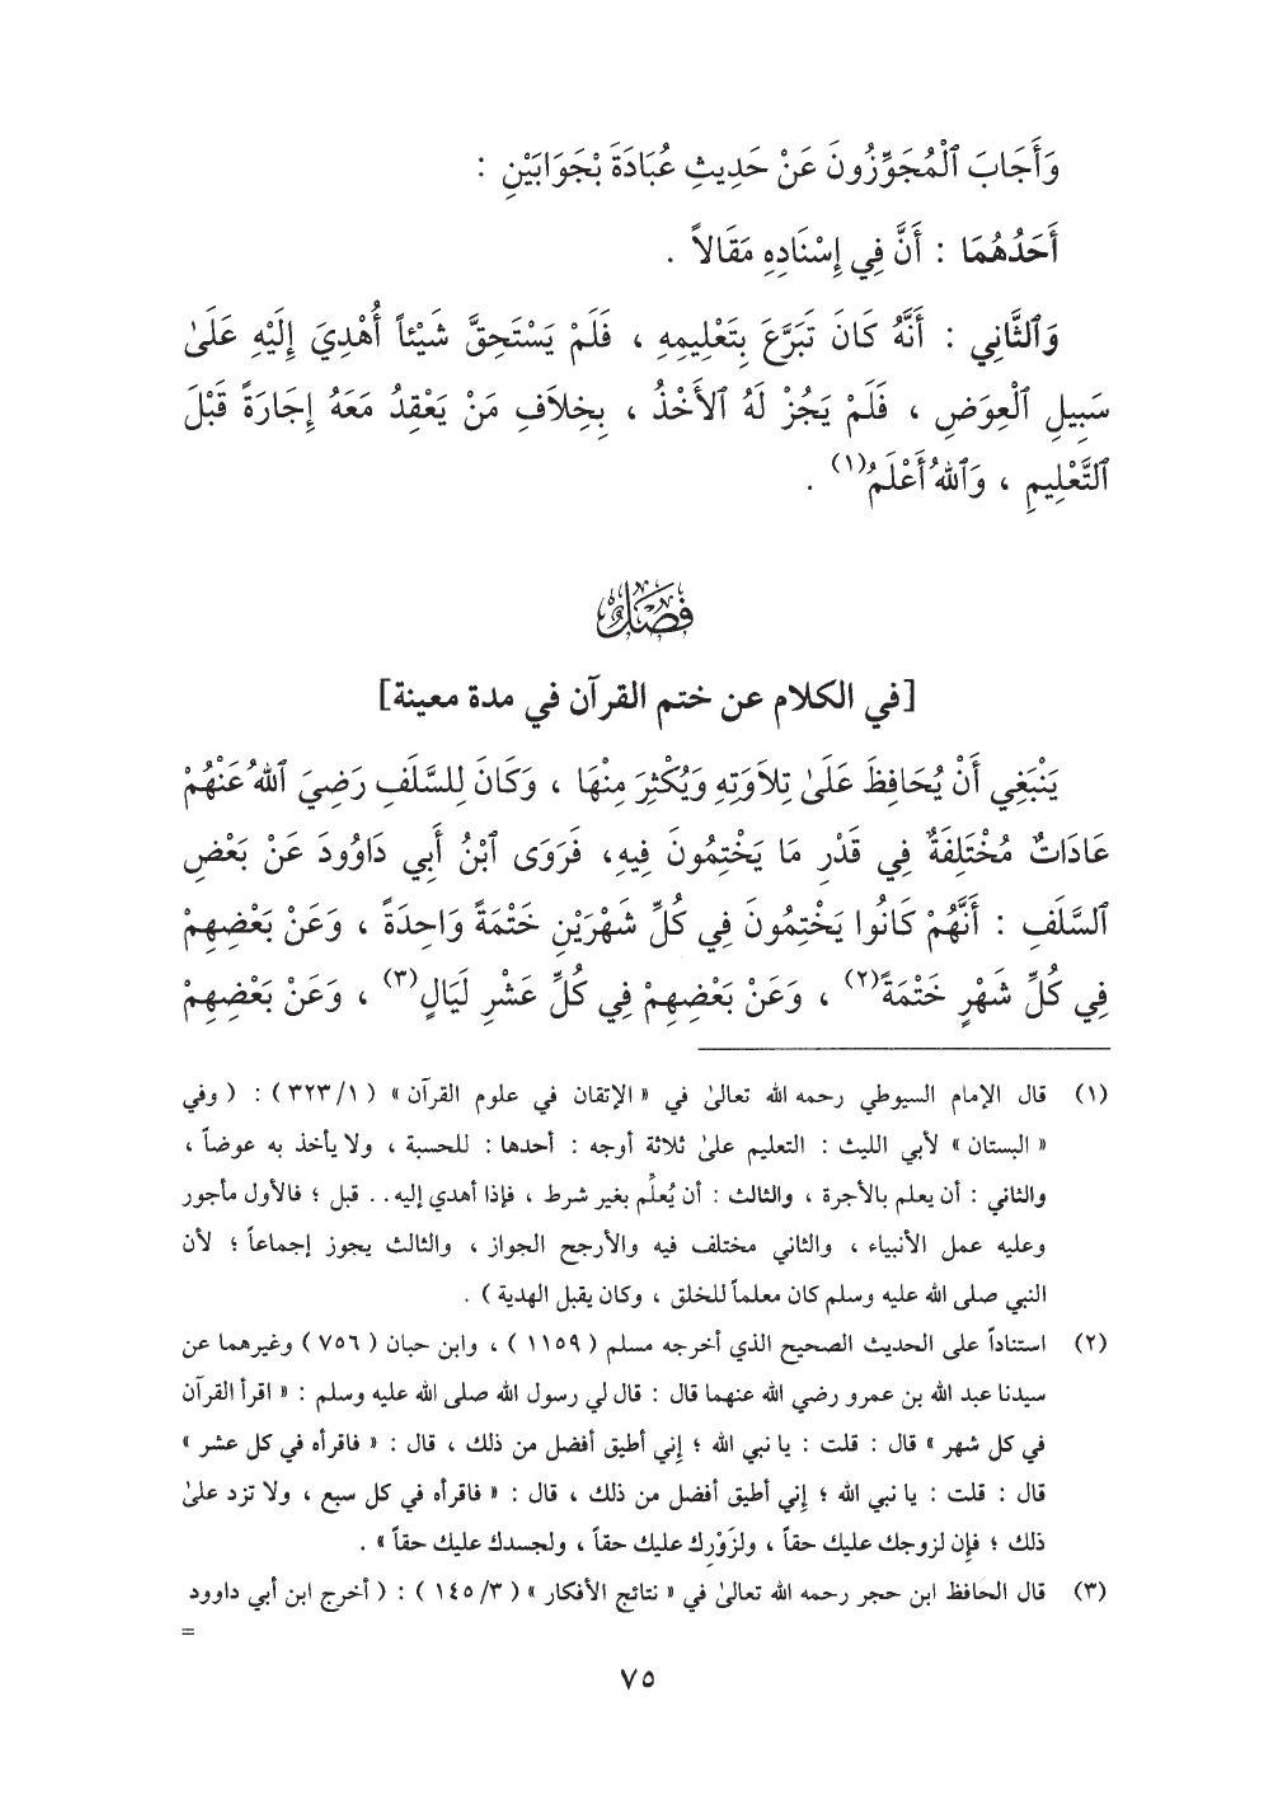 وَأَجَابَ ٱلْمُجَوِّزُونَ عَنْ حَدِيثِ عُبَادَةَ بْجَوَابَيْنِ :
أَحَدُهُمَا : أَنَّ فِي إِسْنَادِهِ مَقَالاً .
وَٱلثَّانِي : أَنَّهُ كَانَ تَبَرَّعَ بِتَعْلِيمِهِ ، فَلَمْ يَسْتَحِقَّ شَيْئاً أُهْدِيَ إِلَيْهِ عَلَىٰ
سَبِيلِ ٱلْعِوَضِ ، فَلَمْ يَجُزْ لَهُ ٱلأَخْذُ ، بِخِلاَفِ مَنْ يَعْقِدُ مَعَهُ إِجَارَةً قَبْلَ
ٱلتَّعْلِيمِ ، وَٱللهُ أَعْلَمُ(١) .
فَصْلٌ
[في الكلام عن ختم القرآن في مدة معينة]
يَنْبَغِي أَنْ يُحَافِظَ عَلَىٰ تِلاَوَتِهِ وَيُكْثِرَ مِنْهَا ، وَكَانَ لِلسَّلَفِ رَضِيَ ٱللهُ عَنْهُمْ
عَادَاتٌ مُخْتَلِفَةٌ فِي قَدْرِ مَا يَخْتِمُونَ فِيهِ، فَرَوَى ٱبْنُ أَبِي دَاوُودَ عَنْ بَعْضِ
ٱلسَّلَفِ : أَنَّهُمْ كَانُوا يَخْتِمُونَ فِي كُلِّ شَهْرَيْنِ خَتْمَةً وَاحِدَةً ، وَعَنْ بَعْضِهِمْ
فِي كُلِّ شَهْرٍ خَتْمَةً(٢) ، وَعَنْ بَعْضِهِمْ فِي كُلِّ عَشْرِ لَيَالٍ(٣) ، وَعَنْ بَعْضِهِمْ
(١) قال الإمام السيوطي رحمه الله تعالىٰ في « الإتقان في علوم القرآن » ( ١/ ٣٢٣ ) : ( وفي
« البستان » لأبي الليث : التعليم علىٰ ثلاثة أوجه : أحدها : للحسبة ، ولا يأخذ به عوضاً ،
والثاني : أن يعلم بالأجرة ، والثالث : أن يُعلِّم بغير شرط ، فإذا أهدي إليه.. قبل ؛ فالأول مأجور
وعليه عمل الأنبياء ، والثاني مختلف فيه والأرجح الجواز ، والثالث يجوز إجماعاً ؛ لأن
النبي صلى الله عليه وسلم كان معلماً للخلق ، وكان يقبل الهدية ) .
(٢) استناداً على الحديث الصحيح الذي أخرجه مسلم ( ١١٥٩ ) ، وابن حبان ( ٧٥٦ ) وغيرهما عن
سيدنا عبد الله بن عمرو رضي الله عنهما قال : قال لي رسول الله صلى الله عليه وسلم : « اقرأ القرآن
في كل شهر » قال : قلت : يا نبي الله ؛ إني أطيق أفضل من ذلك ، قال : « فاقرأه في كل عشر »
قال : قلت : يا نبي الله ؛ إني أطيق أفضل من ذلك ، قال : « فاقرأه في كل سبع ، ولا تزد علىٰ
ذلك ؛ فإن لزوجك عليك حقاً ، ولزَوْرِك عليك حقاً ، ولجسدك عليك حقاً » .
(٣) قال الحافظ ابن حجر رحمه الله تعالىٰ في « نتائج الأفكار » ( ٣/ ١٤٥ ) : ( أخرج ابن أبي داوود
=
٧٥